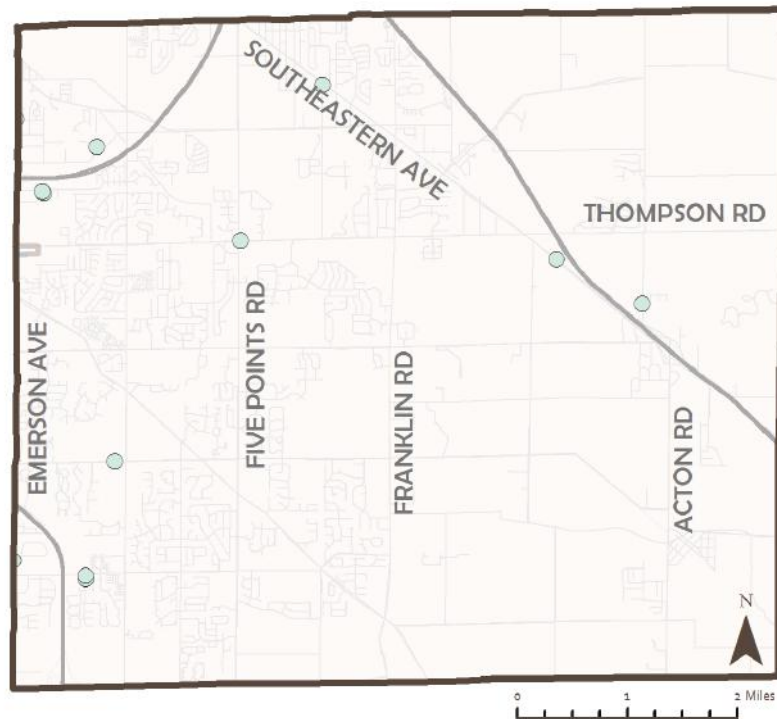 SOUTHEASTERN AVE
THOMPSON RD
EMERSON AVE
FIVE POINTS RD
FRANKLIN RD
ACTON RD
N
0 1 2 Miles